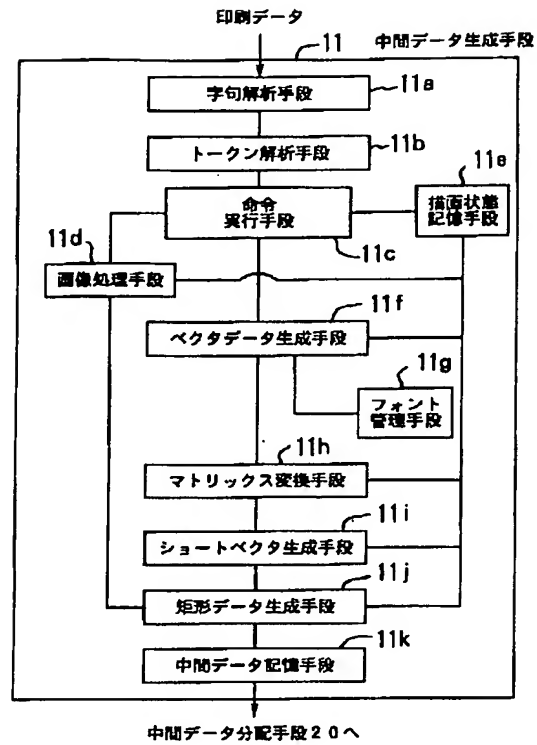 印刷データ
11
中間データ生成手段
字句解析手段
11a
トークン解析手段
11b
11e
命令
実行手段
描画状態
記憶手段
11c
11d
画像処理手段
11f
ベクタデータ生成手段
11g
フォント
管理手段
11h
マトリックス変換手段
11i
ショートベクタ生成手段
11j
矩形データ生成手段
11k
中間データ記憶手段
中間データ分配手段20へ